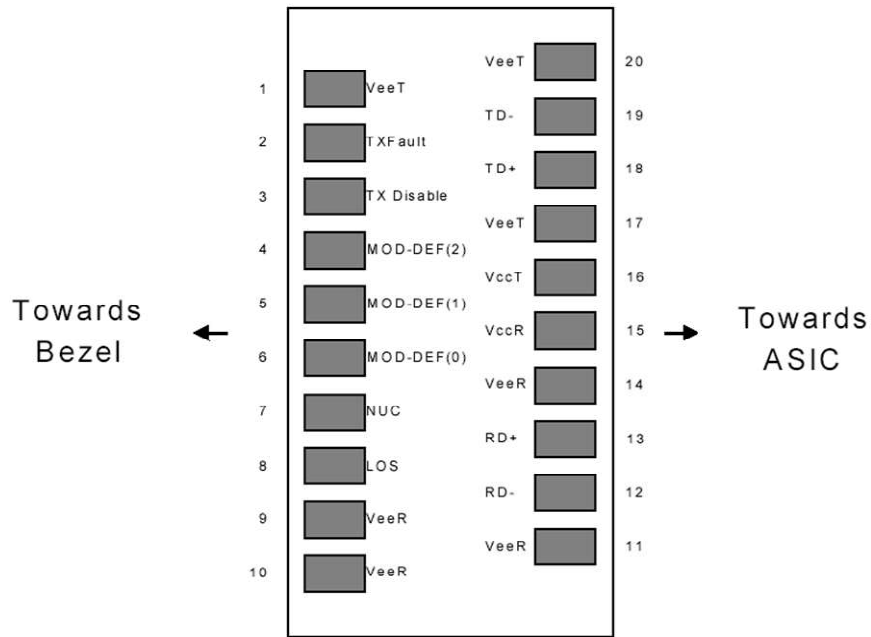 VeeT 20
1 VeeT
TD- 19
2 TXFault
TD+ 18
3 TX Disable
VeeT 17
4 MOD-DEF(2)
VccT 16
5 MOD-DEF(1)
Towards
Bezel
VccR 15
Towards
ASIC
6 MOD-DEF(0)
VeeR 14
7 NUC
RD+ 13
8 LOS
RD- 12
9 VeeR
VeeR 11
10 VeeR